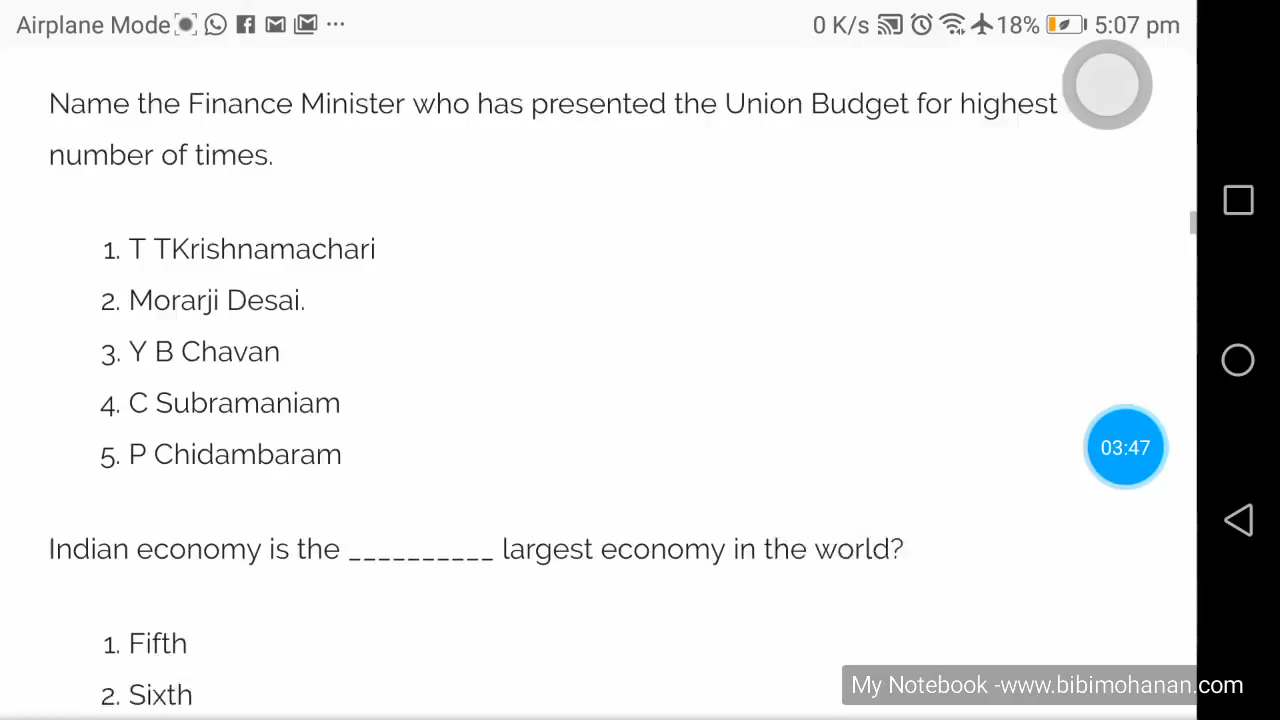 Airplane Mode ... 0 K/s 18% 5:07 pm
Name the Finance Minister who has presented the Union Budget for highest
number of times.
1. T TKrishnamachari
2. Morarji Desai.
3. Y B Chavan
4. C Subramaniam
5. P Chidambaram
03:47
Indian economy is the __________ largest economy in the world?
1. Fifth
2. Sixth
My Notebook -www.bibimohanan.com